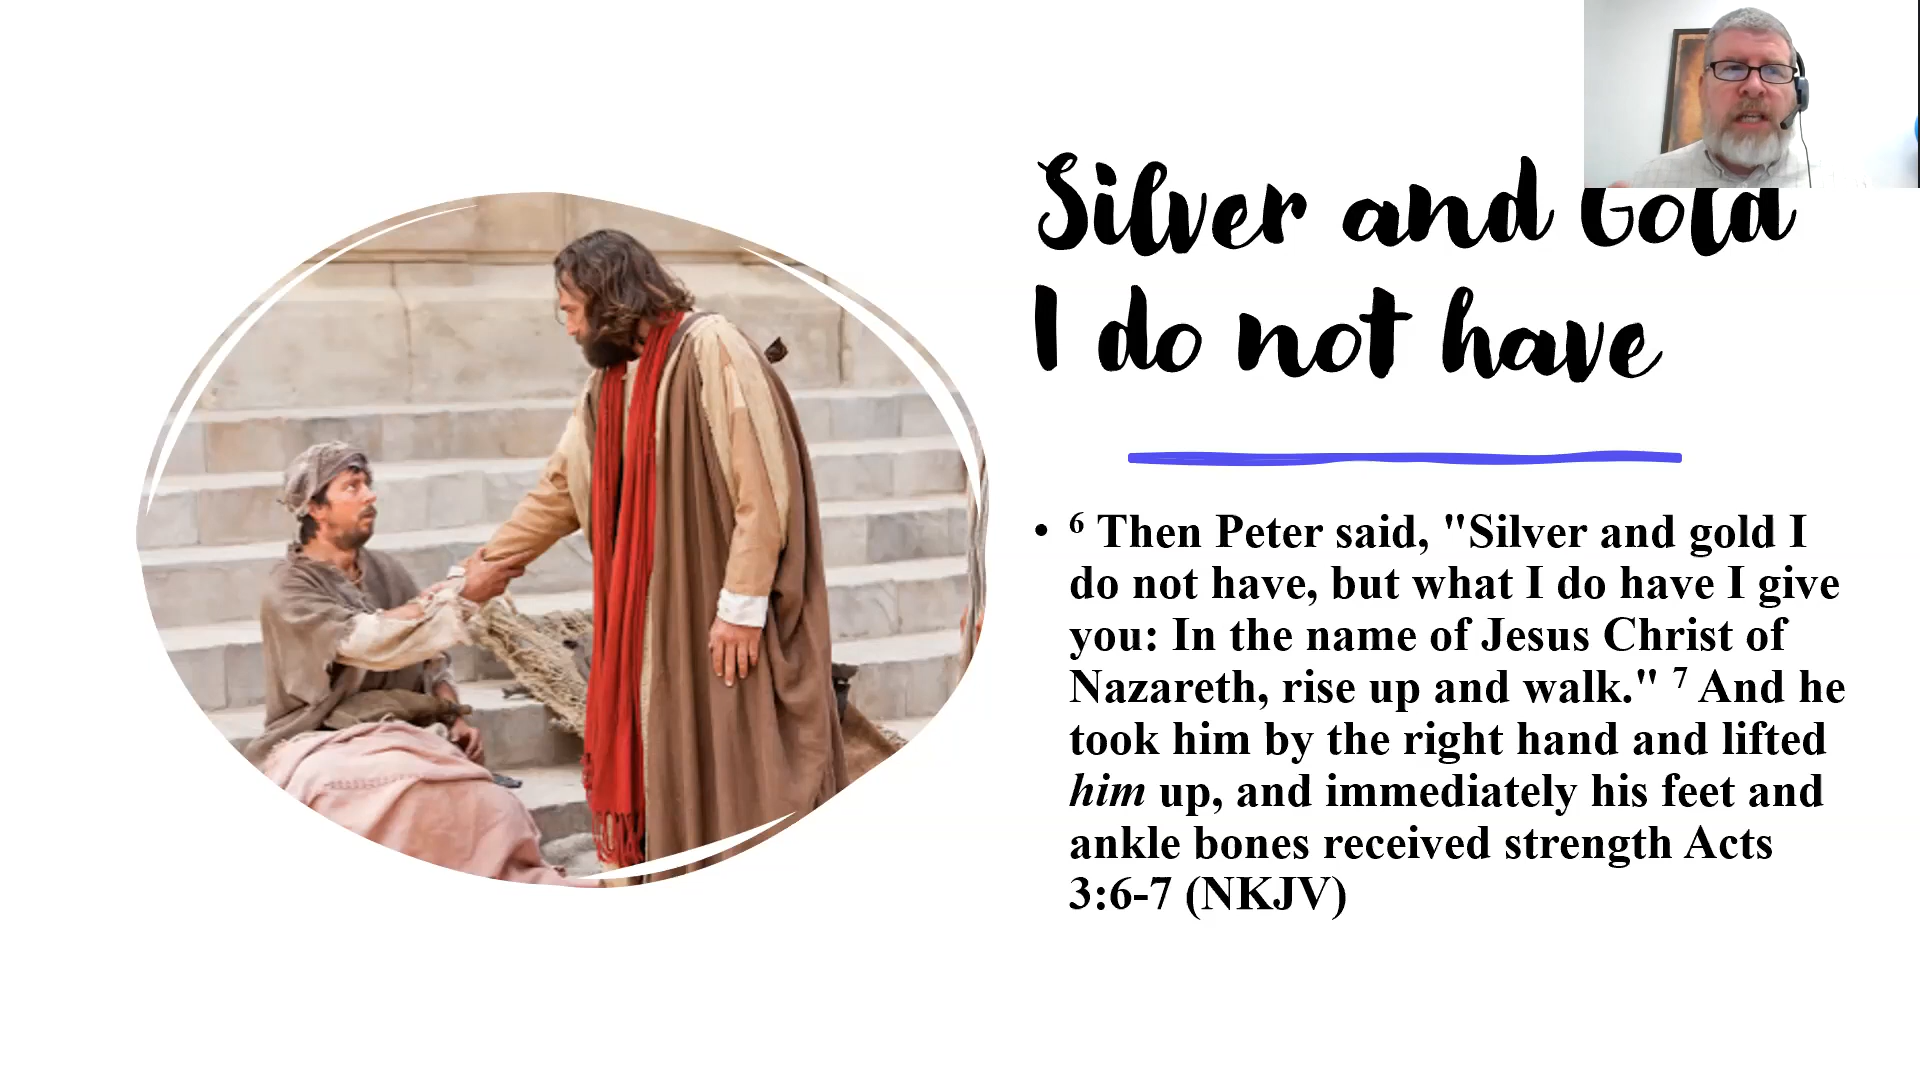 Silver and Gold
I do not have
• ⁶ Then Peter said, "Silver and gold I
do not have, but what I do have I give
you: In the name of Jesus Christ of
Nazareth, rise up and walk." ⁷ And he
took him by the right hand and lifted
him up, and immediately his feet and
ankle bones received strength Acts
3:6-7 (NKJV)